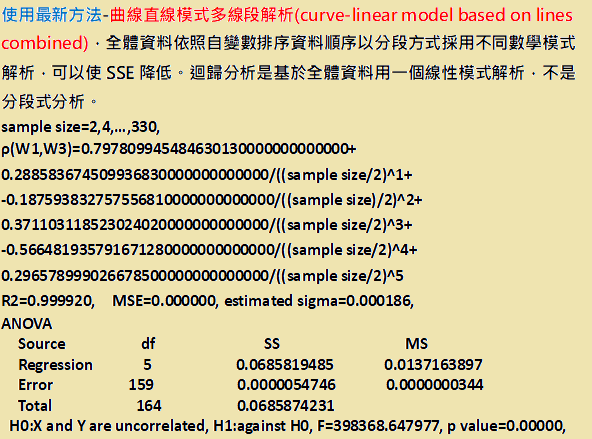 使用最新方法-曲線直線模式多線段解析(curve-linear model based on lines
combined)，全體資料依照自變數排序資料順序以分段方式採用不同數學模式
解析，可以使 SSE 降低。迴歸分析是基於全體資料用一個線性模式解析，不是
分段式分析。
sample size=2,4,…,330,
ρ(W1,W3)=0.797809945484630130000000000000+
0.288583674509936830000000000000/((sample size/2)^1+
-0.187593832757556810000000000000/((sample size)/2)^2+
0.371103118523024020000000000000/((sample size/2)^3+
-0.566481935791671280000000000000/((sample size/2)^4+
0.296578999026678500000000000000/((sample size/2)^5
R2=0.999920, MSE=0.000000, estimated sigma=0.000186,
ANOVA
Source df SS MS
Regression 5 0.0685819485 0.0137163897
Error 159 0.0000054746 0.0000000344
Total 164 0.0685874231
H0:X and Y are uncorrelated, H1:against H0, F=398368.647977, p value=0.00000,